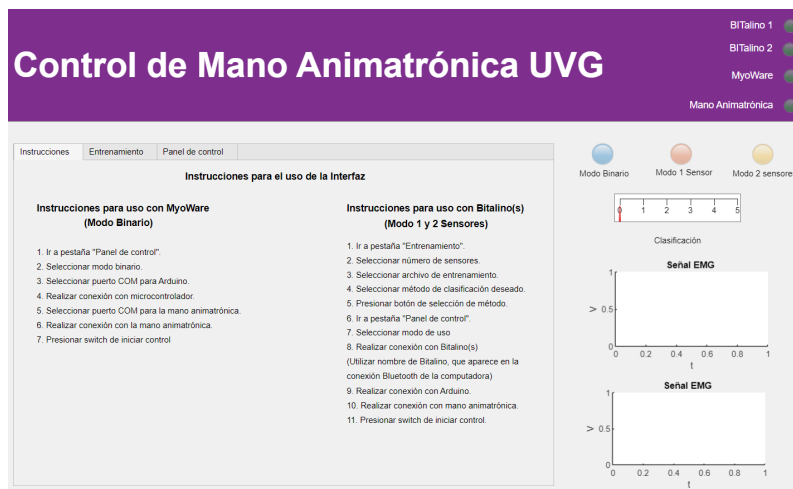 Control de Mano Animatrónica UVG
BITalino 1
BITalino 2
MyoWare
Mano Animatrónica
Instrucciones Entrenamiento Panel de control
Instrucciones para el uso de la Interfaz
Instrucciones para uso con MyoWare
(Modo Binario)
1. Ir a pestaña "Panel de control".
2. Seleccionar modo binario.
3. Seleccionar puerto COM para Arduino.
4. Realizar conexión con microcontrolador.
5. Seleccionar puerto COM para la mano animatrónica.
6. Realizar conexión con la mano animatrónica.
7. Presionar switch de iniciar control
Instrucciones para uso con Bitalino(s)
(Modo 1 y 2 Sensores)
1. Ir a pestaña "Entrenamiento".
2. Seleccionar número de sensores.
3. Seleccionar archivo de entrenamiento.
4. Seleccionar método de clasificación deseado.
5. Presionar botón de selección de método.
6. Ir a pestaña "Panel de control".
7. Seleccionar modo de uso
8. Realizar conexión con Bitalino(s)
(Utilizar nombre de Bitalino, que aparece en la
conexión Bluetooth de la computadora)
9. Realizar conexión con Arduino.
10. Realizar conexión con mano animatrónica.
11. Presionar switch de iniciar control.
Modo Binario Modo 1 Sensor Modo 2 sensore
0 1 2 3 4 5
Clasificación
Señal EMG
1
V 0.5
0
0 0.2 0.4 0.6 0.8 1
t
Señal EMG
1
V 0.5
0
0 0.2 0.4 0.6 0.8 1
t